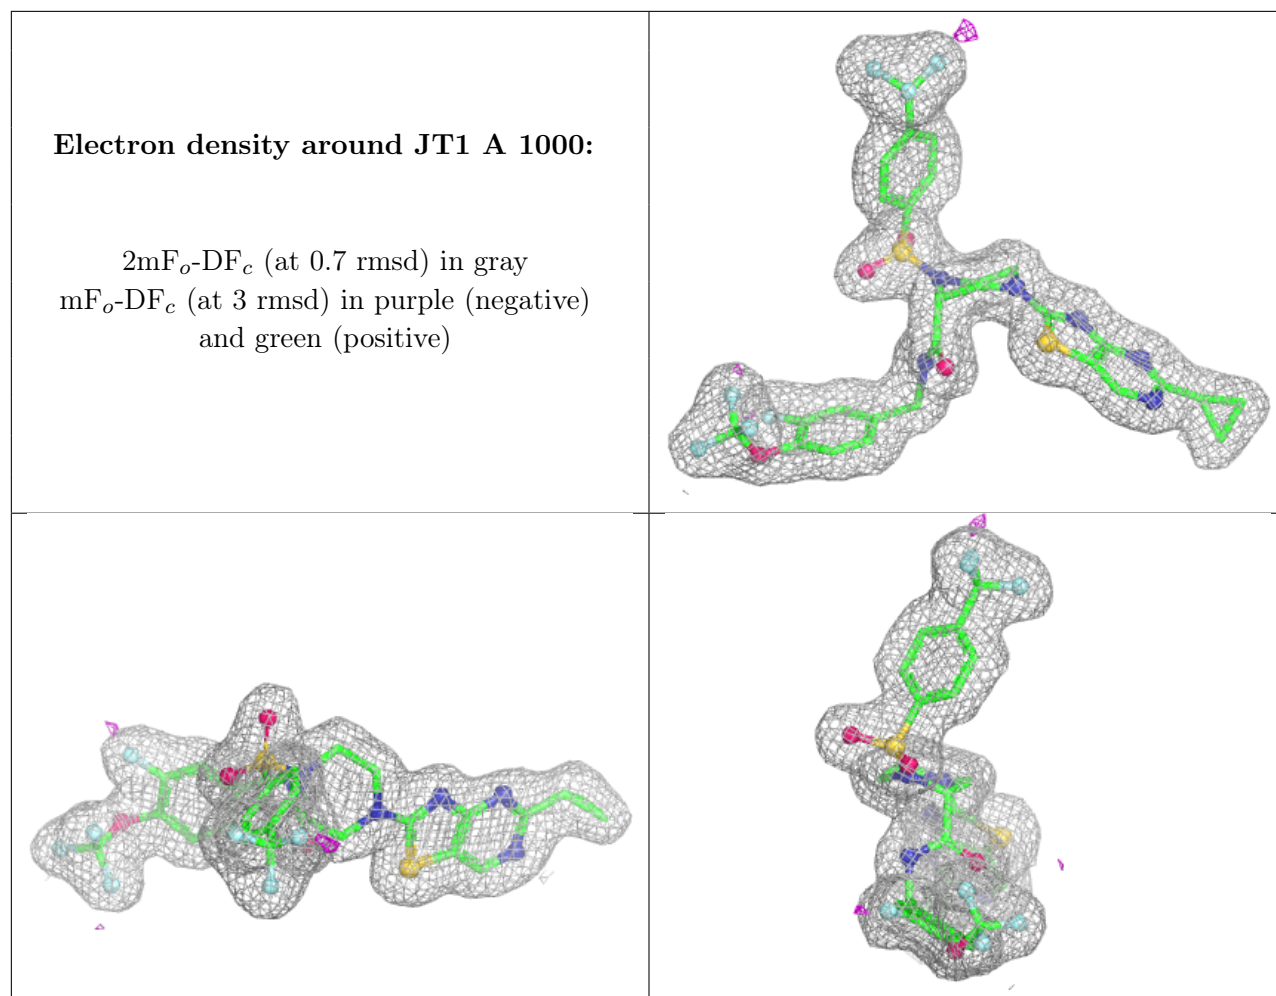 Electron density around JT1 A 1000:
2mFo-DFc (at 0.7 rmsd) in gray
mFo-DFc (at 3 rmsd) in purple (negative)
and green (positive)